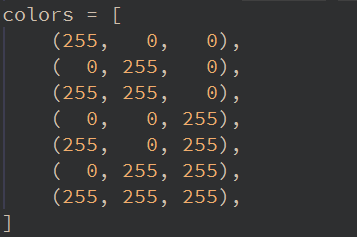 colors = [
    (255,   0,   0),
    (  0, 255,   0),
    (255, 255,   0),
    (  0,   0, 255),
    (255,   0, 255),
    (  0, 255, 255),
    (255, 255, 255),
]